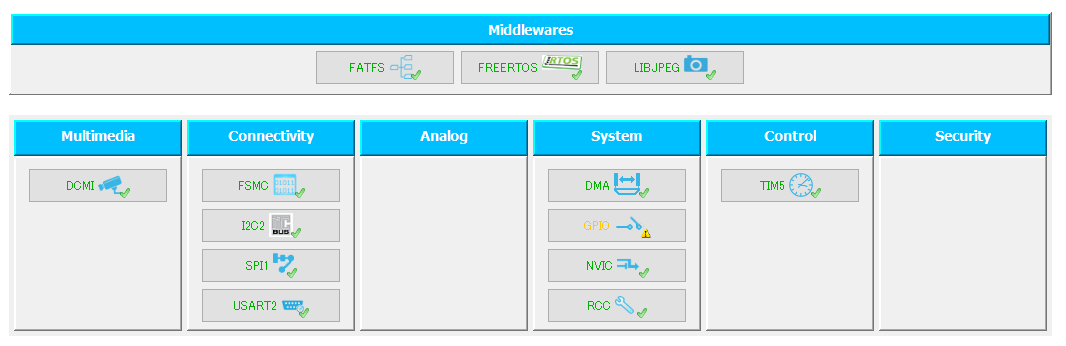 Middlewares
FATFS
FREERTOS RTOS
LIBJPEG
Multimedia Connectivity Analog System Control Security
DCMI FSMC DMA TIM5
I2C2 BUS GPIO
SPI1 NVIC
USART2 RCC